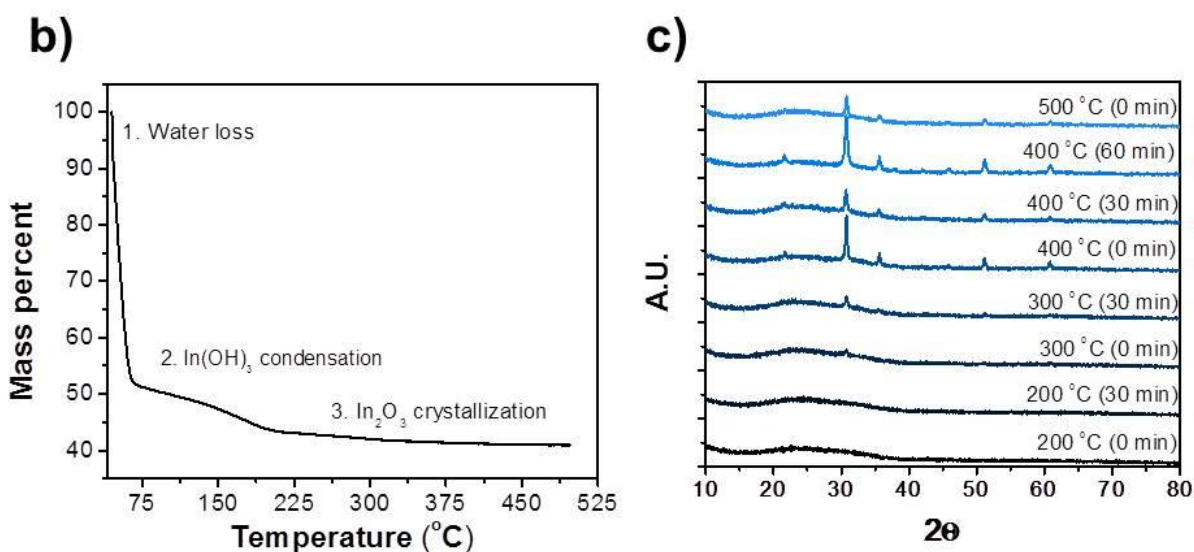 b)
Mass percent
100
90
80
70
60
50
40
1. Water loss
2. In(OH)₃ condensation
3. In₂O₃ crystallization
75 150 225 300 375 450 525
Temperature (°C)
c)
A.U.
500 °C (0 min)
400 °C (60 min)
400 °C (30 min)
400 °C (0 min)
300 °C (30 min)
300 °C (0 min)
200 °C (30 min)
200 °C (0 min)
10 20 30 40 50 60 70 80
2Θ